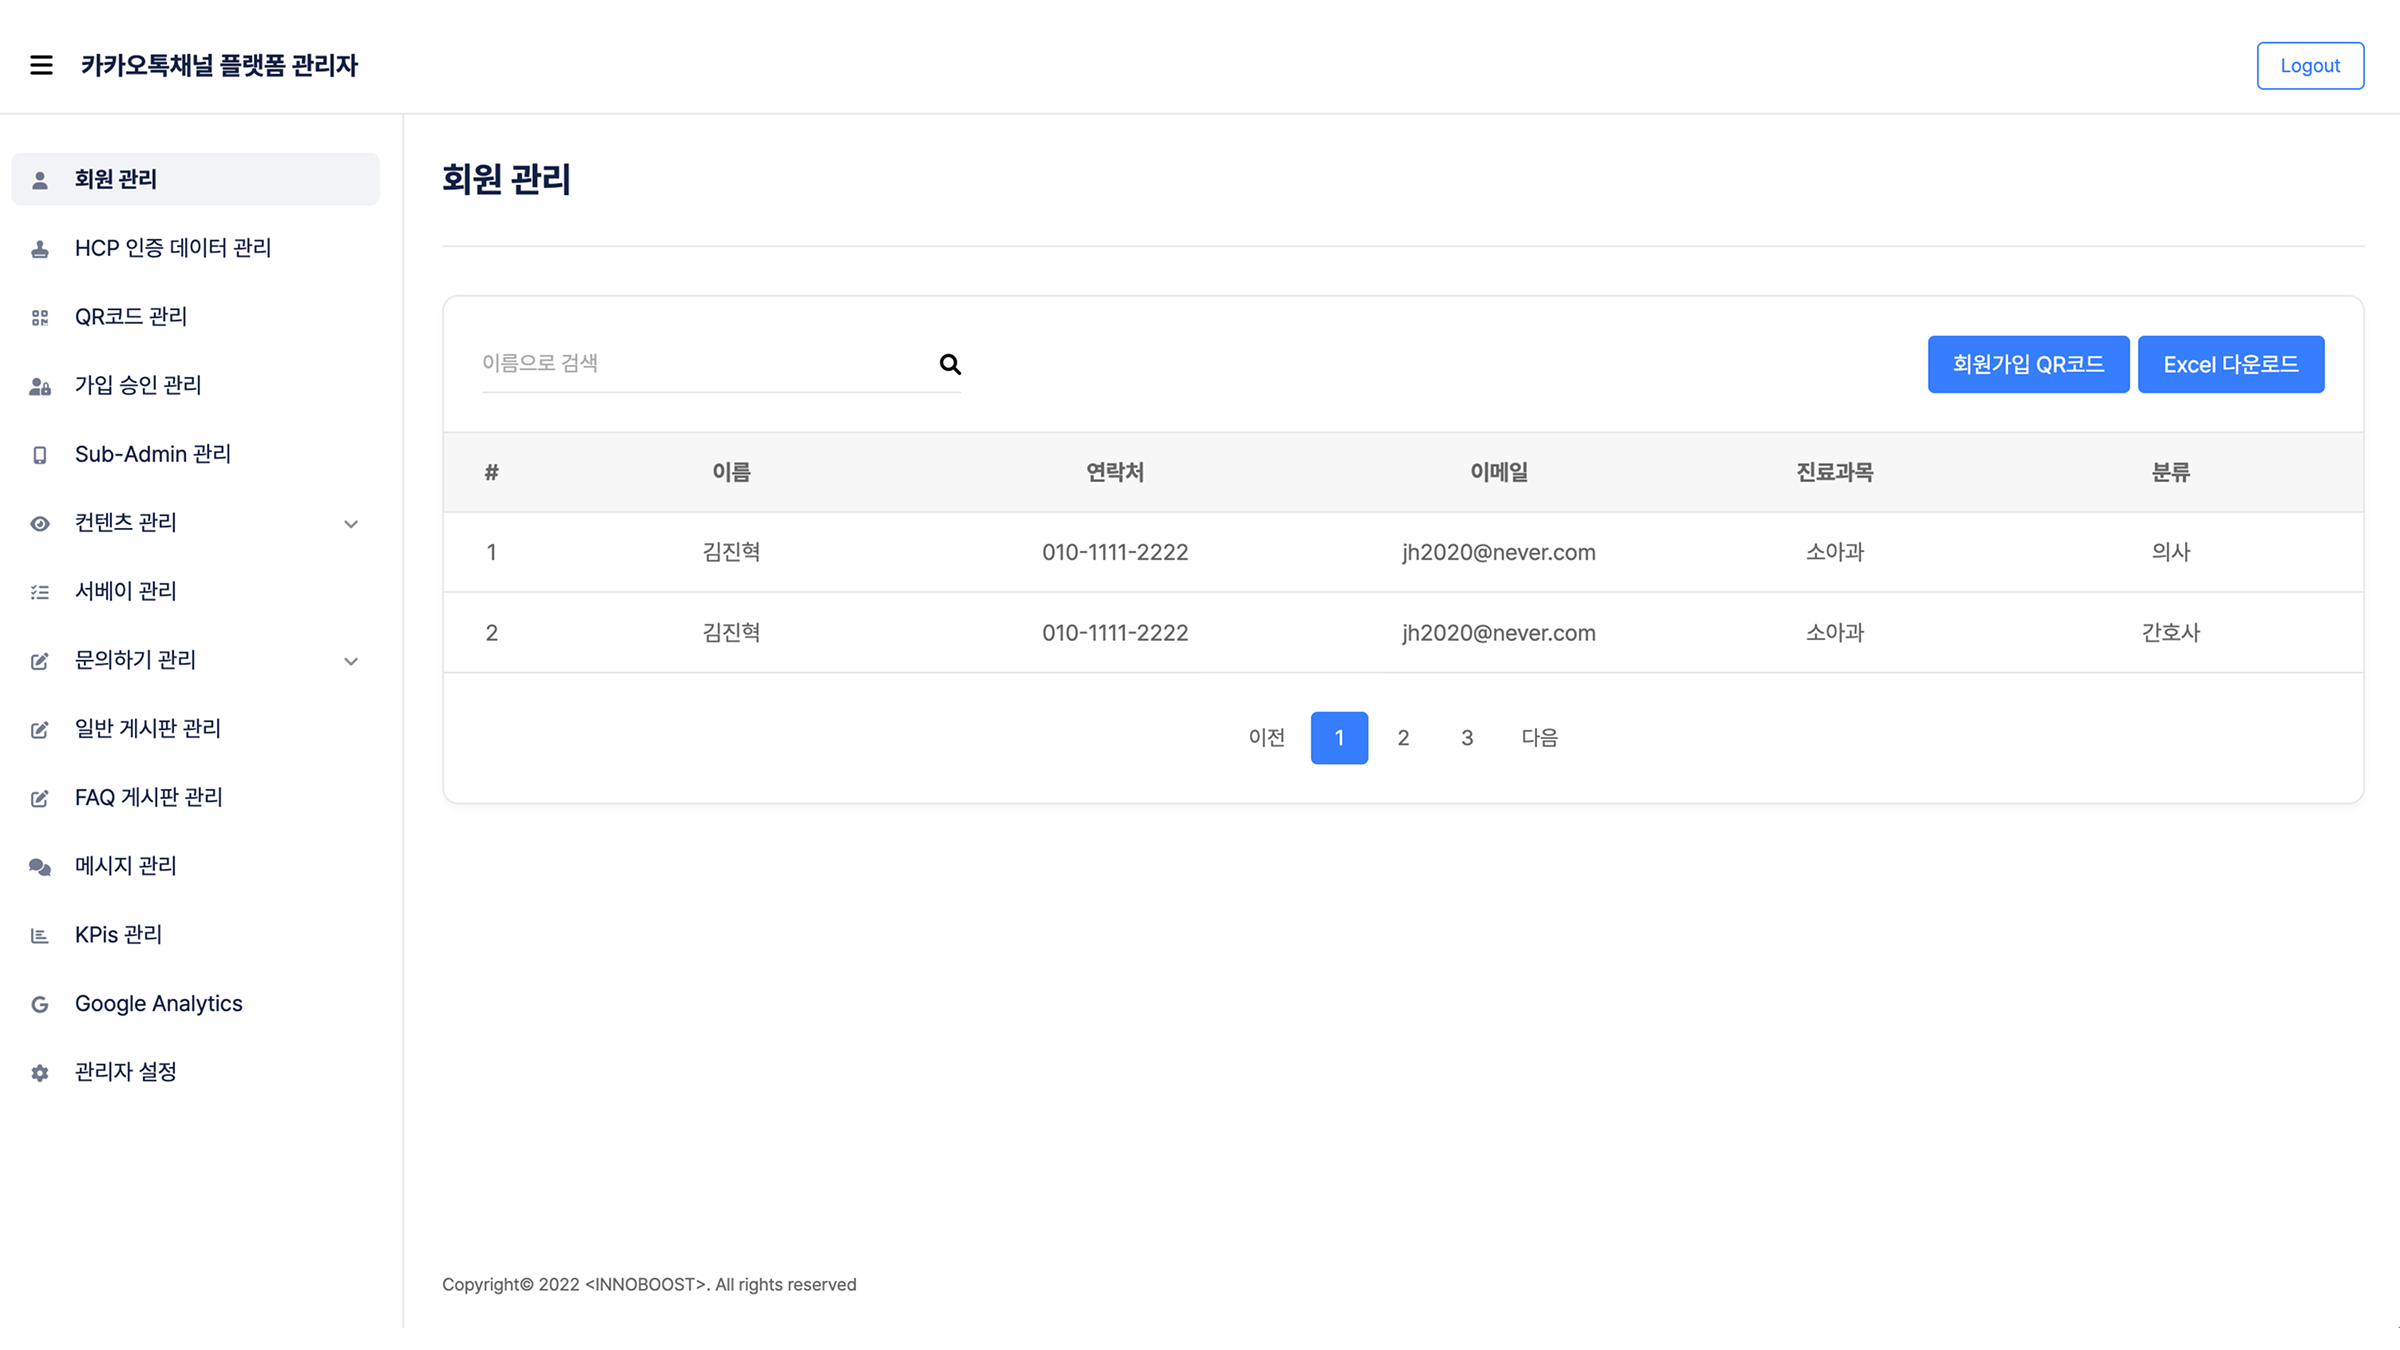 카카오톡채널 플랫폼 관리자
Logout
회원 관리
HCP 인증 데이터 관리
QR코드 관리
가입 승인 관리
Sub-Admin 관리
컨텐츠 관리
서베이 관리
문의하기 관리
일반 게시판 관리
FAQ 게시판 관리
메시지 관리
KPis 관리
Google Analytics
관리자 설정
회원 관리
이름으로 검색
회원가입 QR코드 Excel 다운로드
# 이름 연락처 이메일 진료과목 분류
1 김진혁 010-1111-2222 jh2020@never.com 소아과 의사
2 김진혁 010-1111-2222 jh2020@never.com 소아과 간호사
이전 1 2 3 다음
Copyright© 2022 <INNOBOOST>. All rights reserved